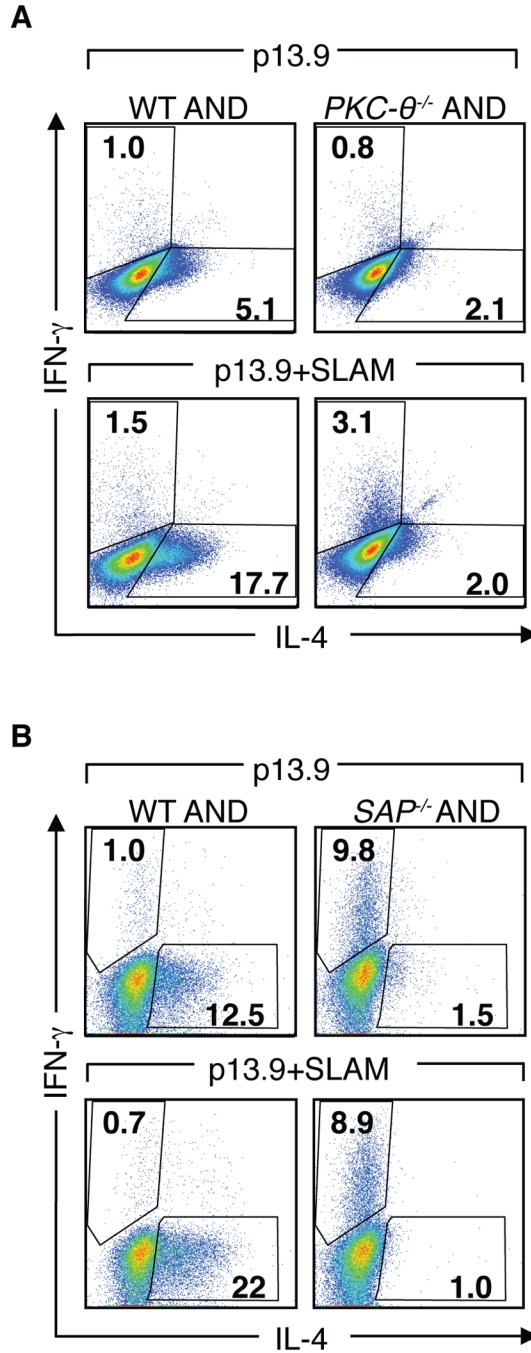 A
p13.9
WT AND PKC-θ-/- AND
1.0 0.8
5.1 2.1
p13.9+SLAM
1.5 3.1
17.7 2.0
IFN-γ
IL-4
B
p13.9
WT AND SAP-/- AND
1.0 9.8
12.5 1.5
p13.9+SLAM
0.7 8.9
22 1.0
IFN-γ
IL-4